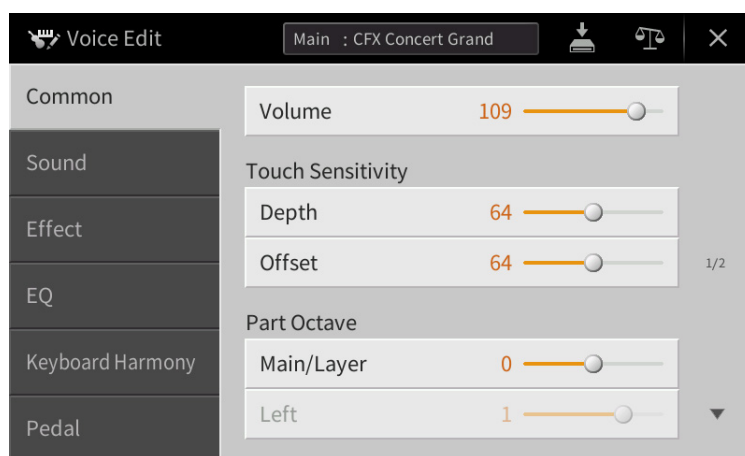 Voice Edit
Main : CFX Concert Grand
Common
Sound
Effect
EQ
Keyboard Harmony
Pedal
Volume 109
Touch Sensitivity
Depth 64
Offset 64
Part Octave
Main/Layer 0
Left 1
1/2